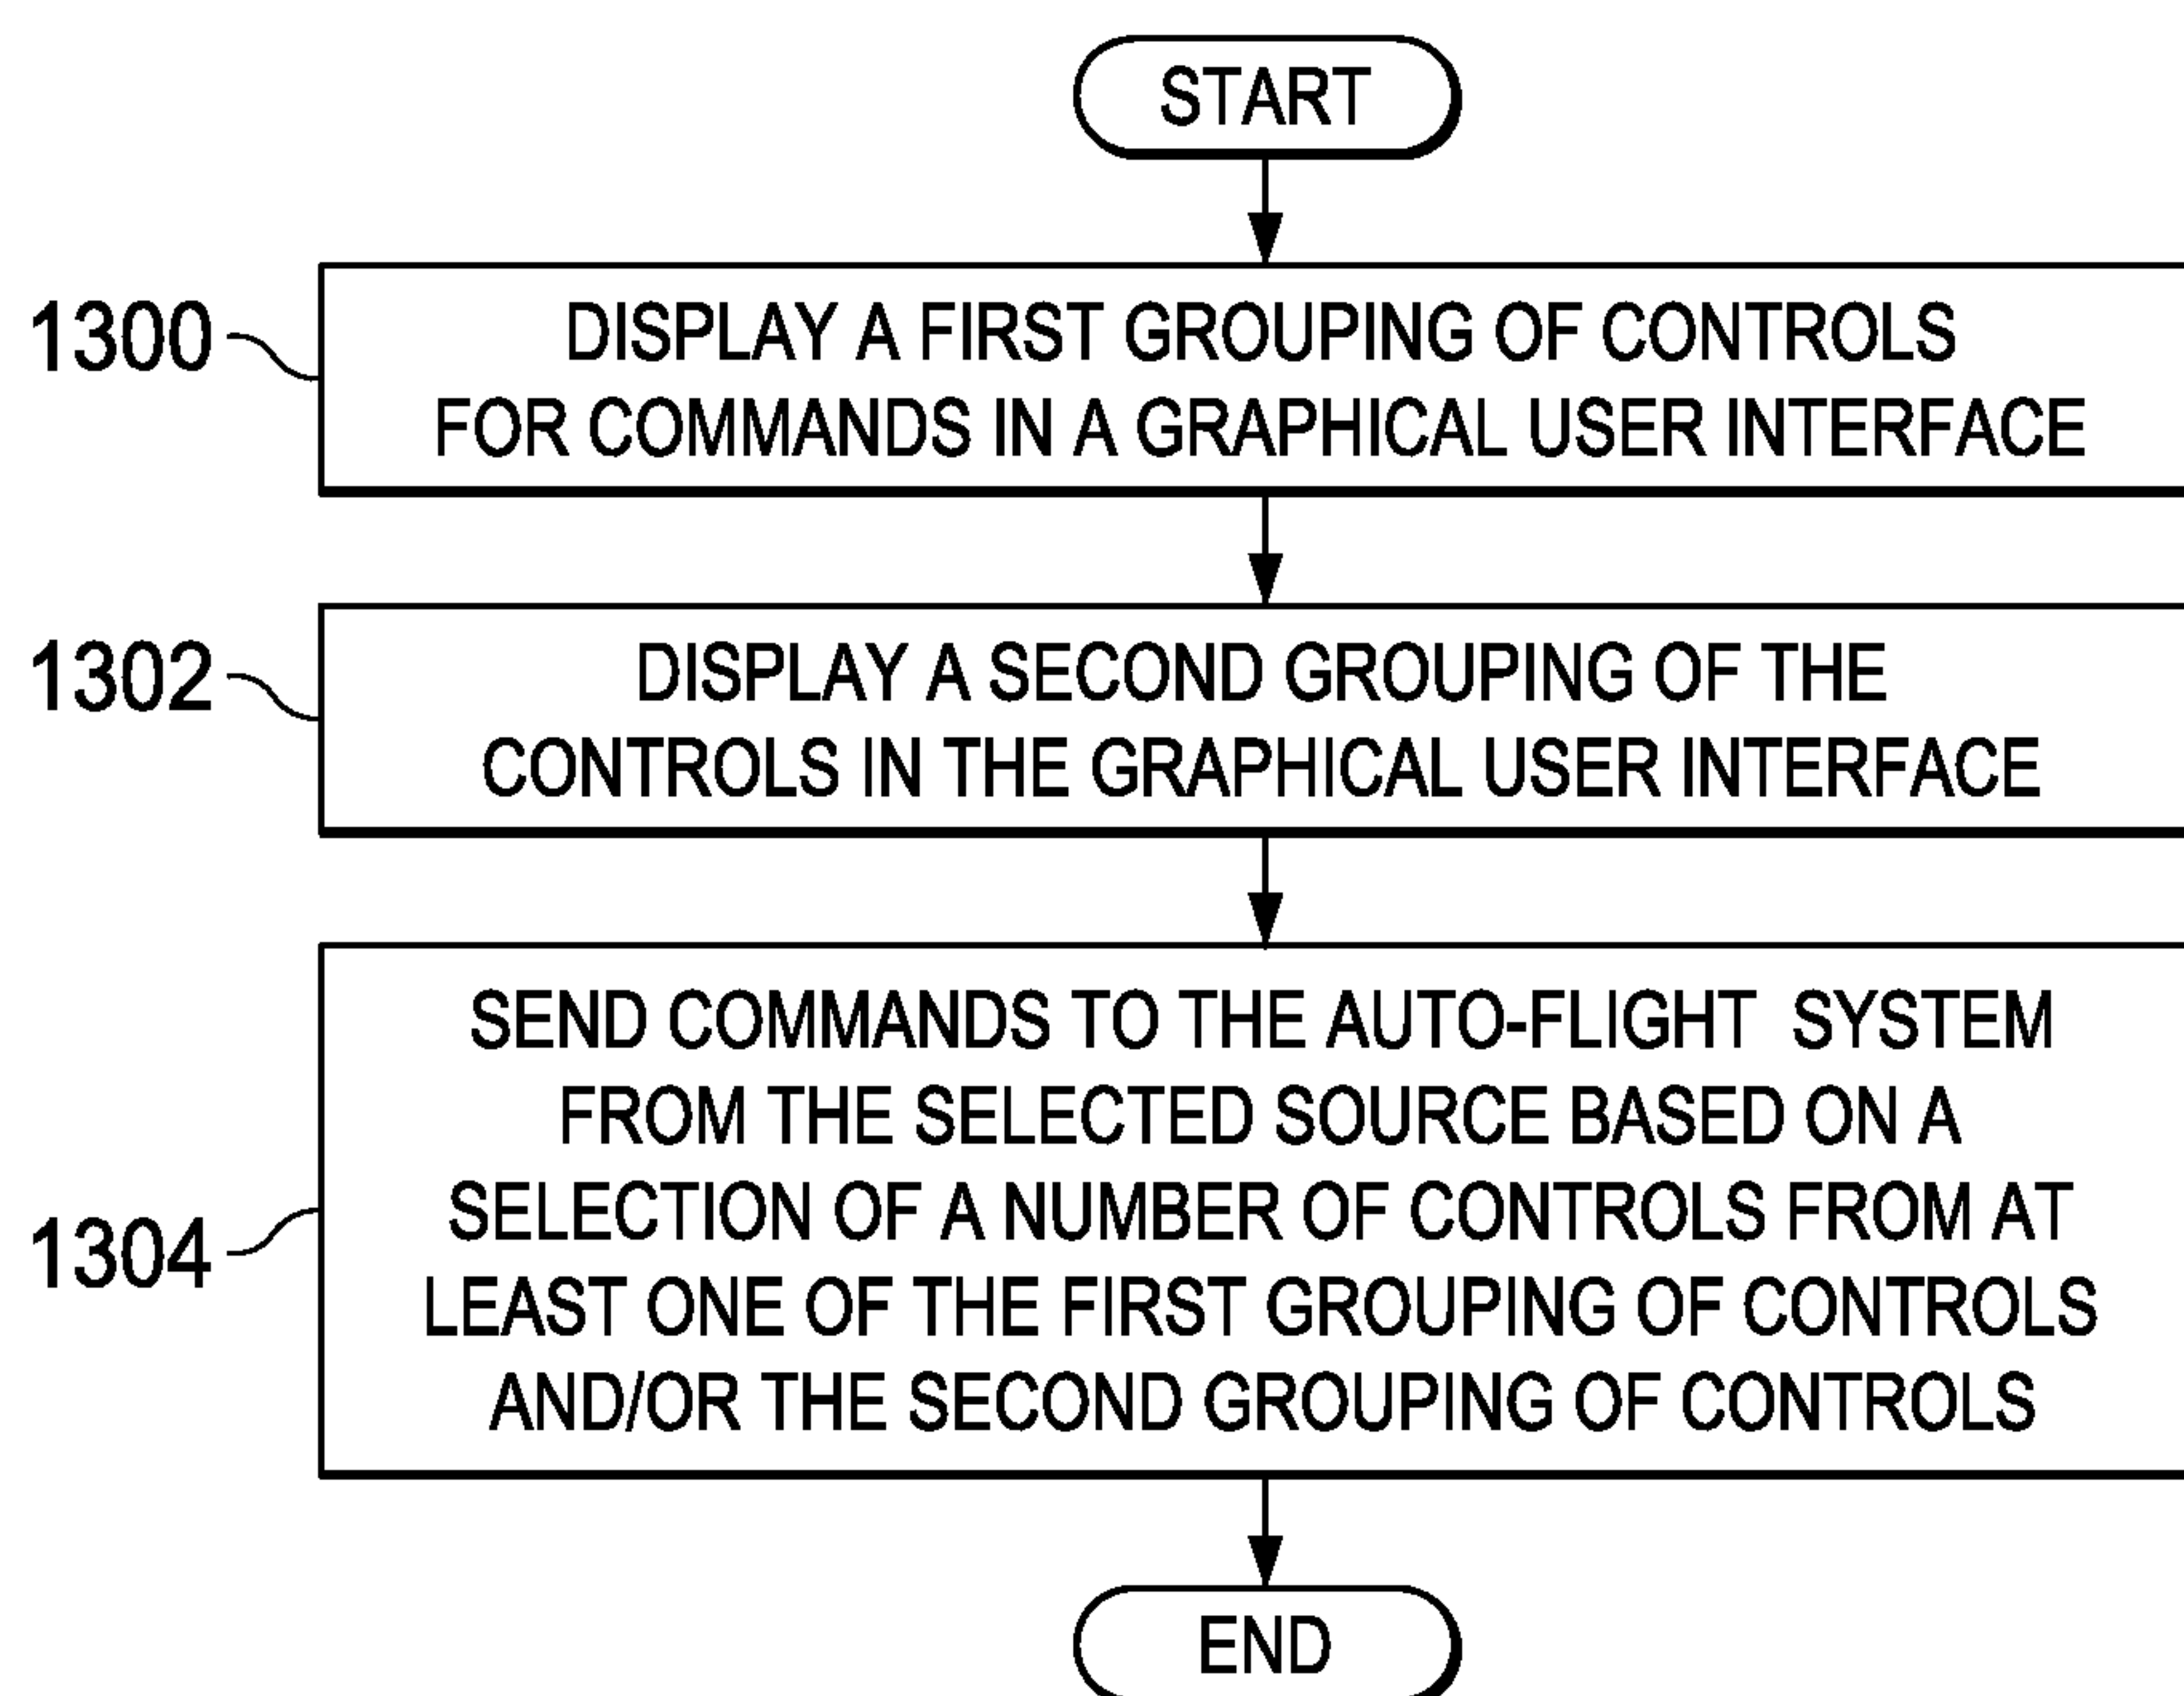 START
1300
DISPLAY A FIRST GROUPING OF CONTROLS
FOR COMMANDS IN A GRAPHICAL USER INTERFACE
1302
DISPLAY A SECOND GROUPING OF THE
CONTROLS IN THE GRAPHICAL USER INTERFACE
1304
SEND COMMANDS TO THE AUTO-FLIGHT SYSTEM
FROM THE SELECTED SOURCE BASED ON A
SELECTION OF A NUMBER OF CONTROLS FROM AT
LEAST ONE OF THE FIRST GROUPING OF CONTROLS
AND/OR THE SECOND GROUPING OF CONTROLS
END